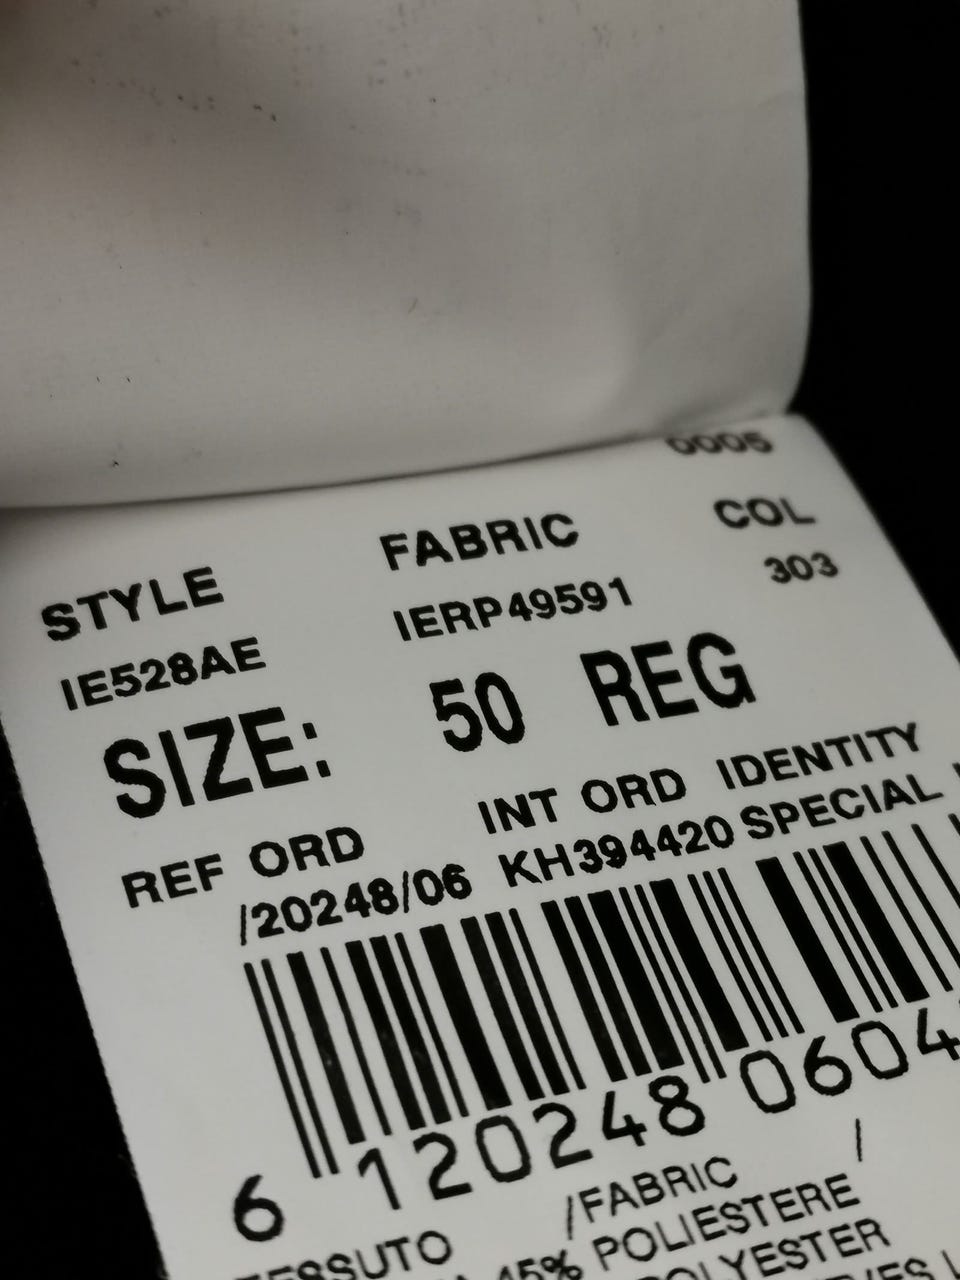 0005
STYLE FABRIC COL
IE528AE IERP49591 303
SIZE: 50 REG
REF ORD INT ORD IDENTITY
/20248/06 KH394420 SPECIAL
6 120248 0604
/FABRIC /
45% POLIESTERE